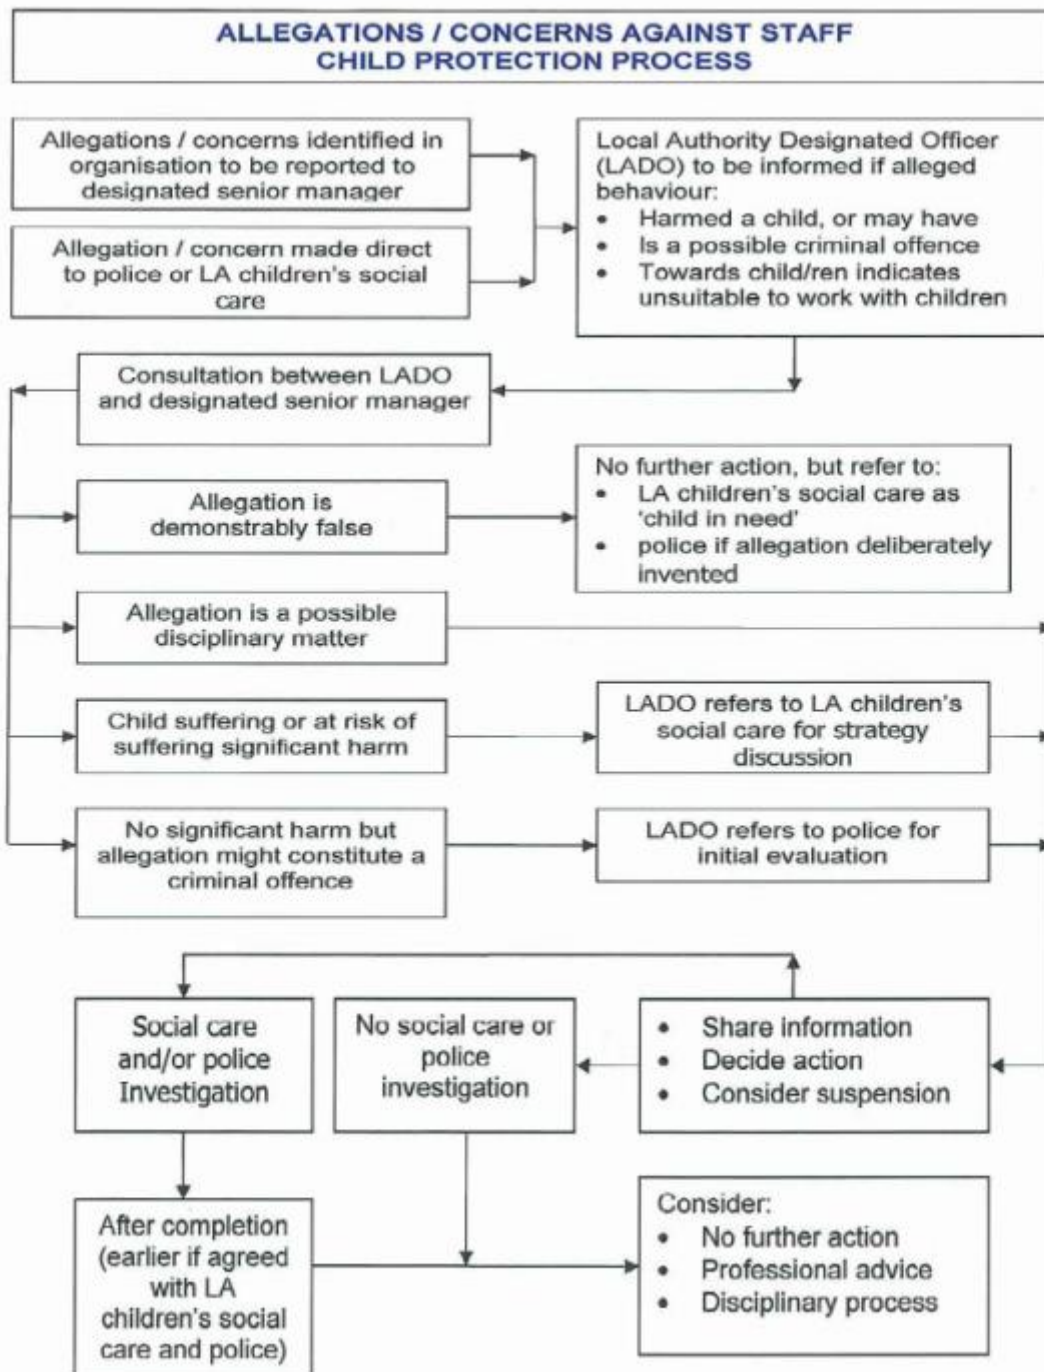 ALLEGATIONS / CONCERNS AGAINST STAFF
CHILD PROTECTION PROCESS
Allegations / concerns identified in
organisation to be reported to
designated senior manager
Allegation / concern made direct
to police or LA children's social
care
Local Authority Designated Officer
(LADO) to be informed if alleged
behaviour:
• Harmed a child, or may have
• Is a possible criminal offence
• Towards child/ren indicates
unsuitable to work with children
Consultation between LADO
and designated senior manager
Allegation is
demonstrably false
No further action, but refer to:
• LA children's social care as
'child in need'
• police if allegation deliberately
invented
Allegation is a possible
disciplinary matter
Child suffering or at risk of
suffering significant harm
LADO refers to LA children's
social care for strategy
discussion
No significant harm but
allegation might constitute a
criminal offence
LADO refers to police for
initial evaluation
Social care
and/or police
Investigation
No social care or
police
investigation
• Share information
• Decide action
• Consider suspension
After completion
(earlier if agreed
with LA
children's social
care and police)
Consider:
• No further action
• Professional advice
• Disciplinary process